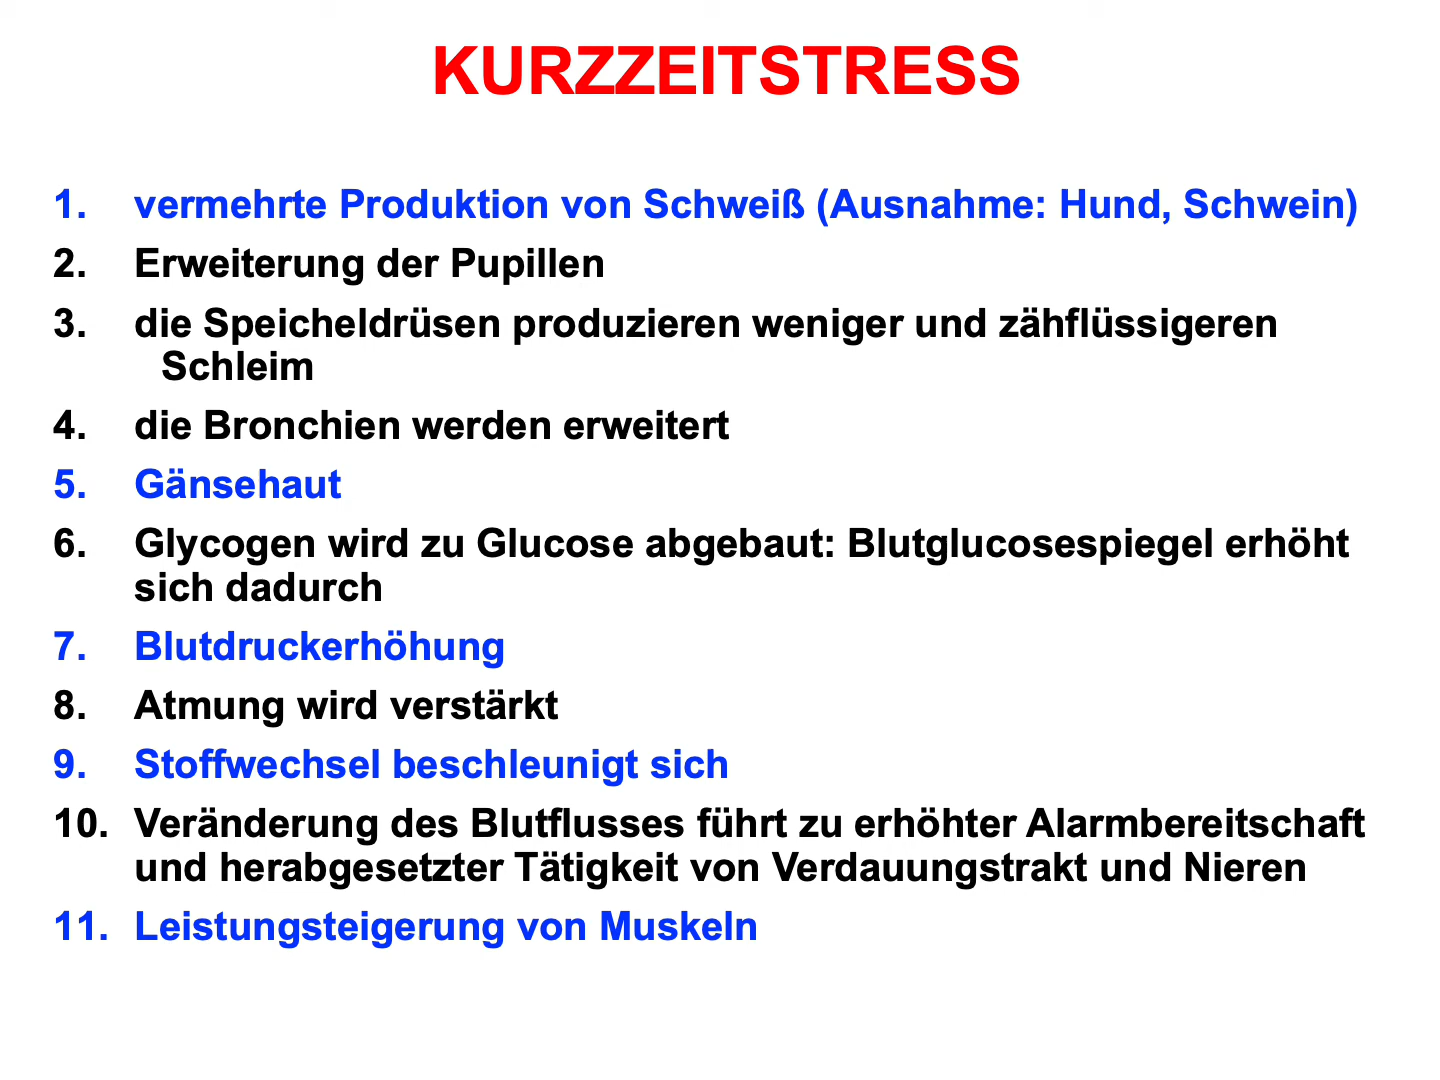 KURZZEITSTRESS
1. vermehrte Produktion von Schweiß (Ausnahme: Hund, Schwein)
2. Erweiterung der Pupillen
3. die Speicheldrüsen produzieren weniger und zähflüssigeren
Schleim
4. die Bronchien werden erweitert
5. Gänsehaut
6. Glycogen wird zu Glucose abgebaut: Blutglucosespiegel erhöht
sich dadurch
7. Blutdruckerhöhung
8. Atmung wird verstärkt
9. Stoffwechsel beschleunigt sich
10. Veränderung des Blutflusses führt zu erhöhter Alarmbereitschaft
und herabgesetzter Tätigkeit von Verdauungstrakt und Nieren
11. Leistungsteigerung von Muskeln